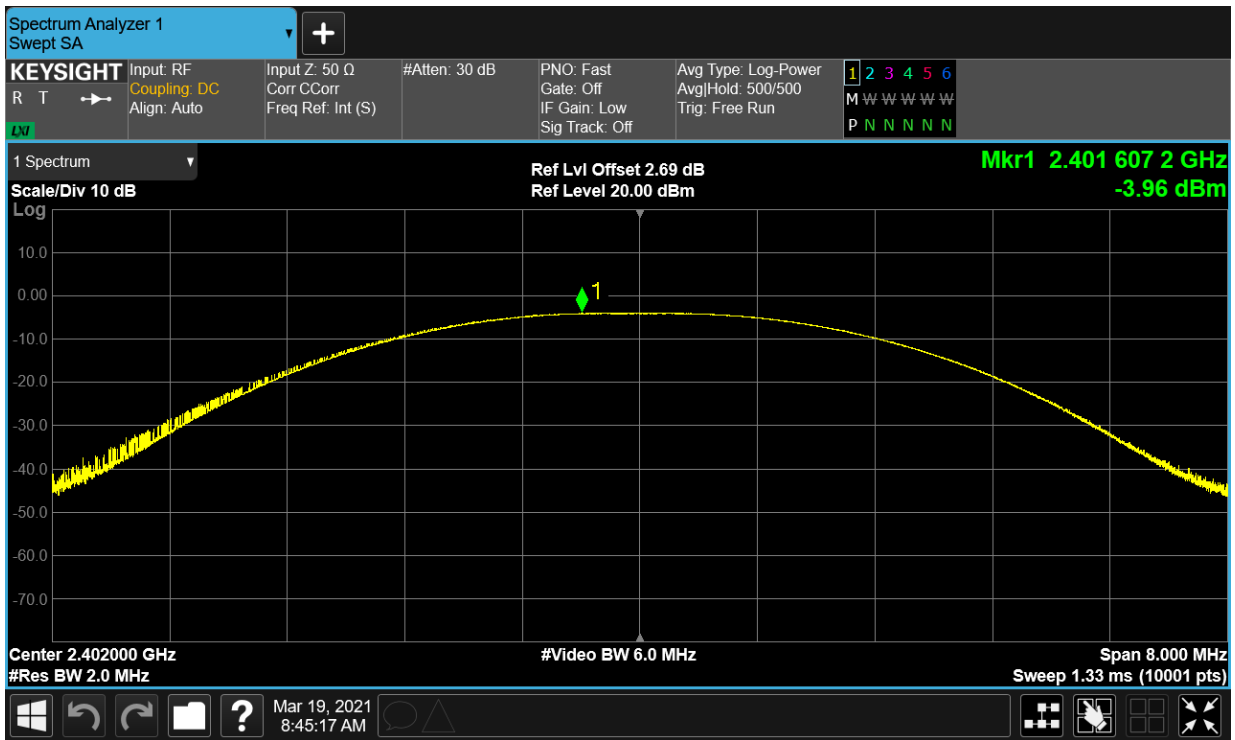 Spectrum Analyzer 1
Swept SA
KEYSIGHT
R T
LXI
Input: RF
Coupling: DC
Align: Auto
Input Z: 50 Ω
Corr CCorr
Freq Ref: Int (S)
#Atten: 30 dB
PNO: Fast
Gate: Off
IF Gain: Low
Sig Track: Off
Avg Type: Log-Power
Avg|Hold: 500/500
Trig: Free Run
1 2 3 4 5 6
M W W W W W
P N N N N N
1 Spectrum
Scale/Div 10 dB
Log
Ref Lvl Offset 2.69 dB
Ref Level 20.00 dBm
Mkr1 2.401 607 2 GHz
-3.96 dBm
1
10.0
0.00
-10.0
-20.0
-30.0
-40.0
-50.0
-60.0
-70.0
Center 2.402000 GHz
#Res BW 2.0 MHz
#Video BW 6.0 MHz
Span 8.000 MHz
Sweep 1.33 ms (10001 pts)
?
Mar 19, 2021
8:45:17 AM